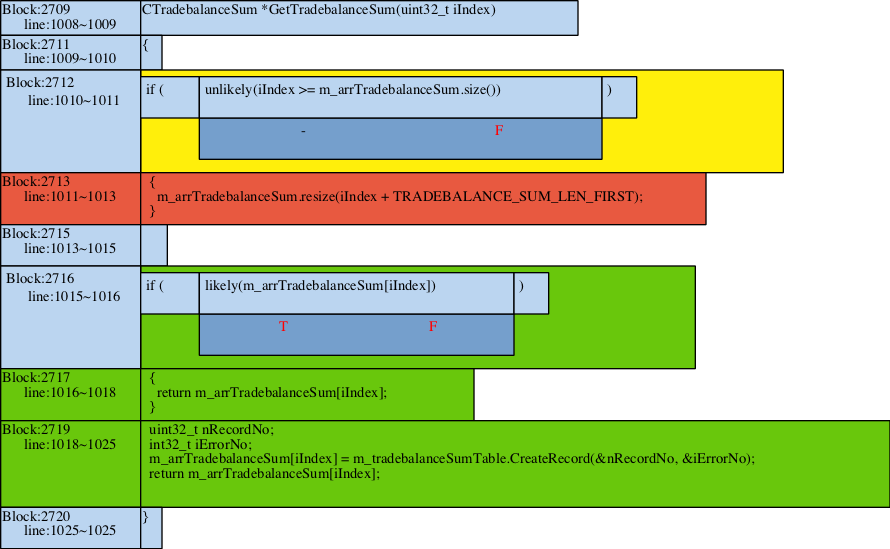 Block:2709 CTradebalanceSum *GetTradebalanceSum(uint32_t iIndex)
line:1008~1009
Block:2711 {
line:1009~1010
Block:2712
if ( unlikely(iIndex >= m_arrTradebalanceSum.size()) )
line:1010~1011
- F
Block:2713 {
line:1011~1013 m_arrTradebalanceSum.resize(iIndex + TRADEBALANCE_SUM_LEN_FIRST);
}
Block:2715
line:1013~1015
Block:2716
if ( likely(m_arrTradebalanceSum[iIndex]) )
line:1015~1016
T F
Block:2717 {
line:1016~1018 return m_arrTradebalanceSum[iIndex];
}
Block:2719 uint32_t nRecordNo;
line:1018~1025 int32_t iErrorNo;
m_arrTradebalanceSum[iIndex] = m_tradebalanceSumTable.CreateRecord(&nRecordNo, &iErrorNo);
return m_arrTradebalanceSum[iIndex];
Block:2720 }
line:1025~1025